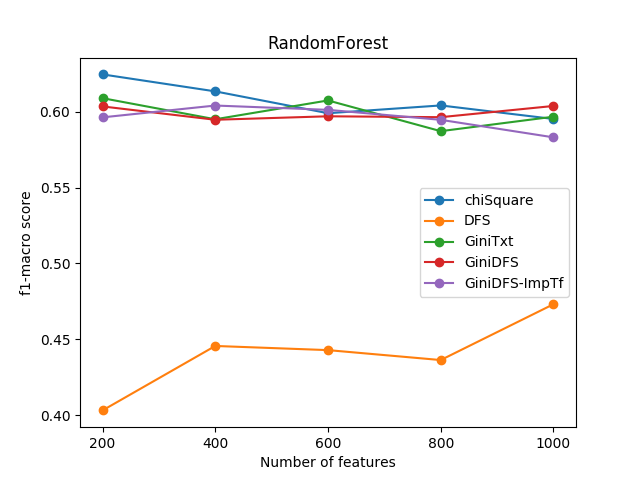 RandomForest
f1-macro score
0.60
0.55
0.50
0.45
0.40
chiSquare
DFS
GiniTxt
GiniDFS
GiniDFS-ImpTf
200 400 600 800 1000
Number of features